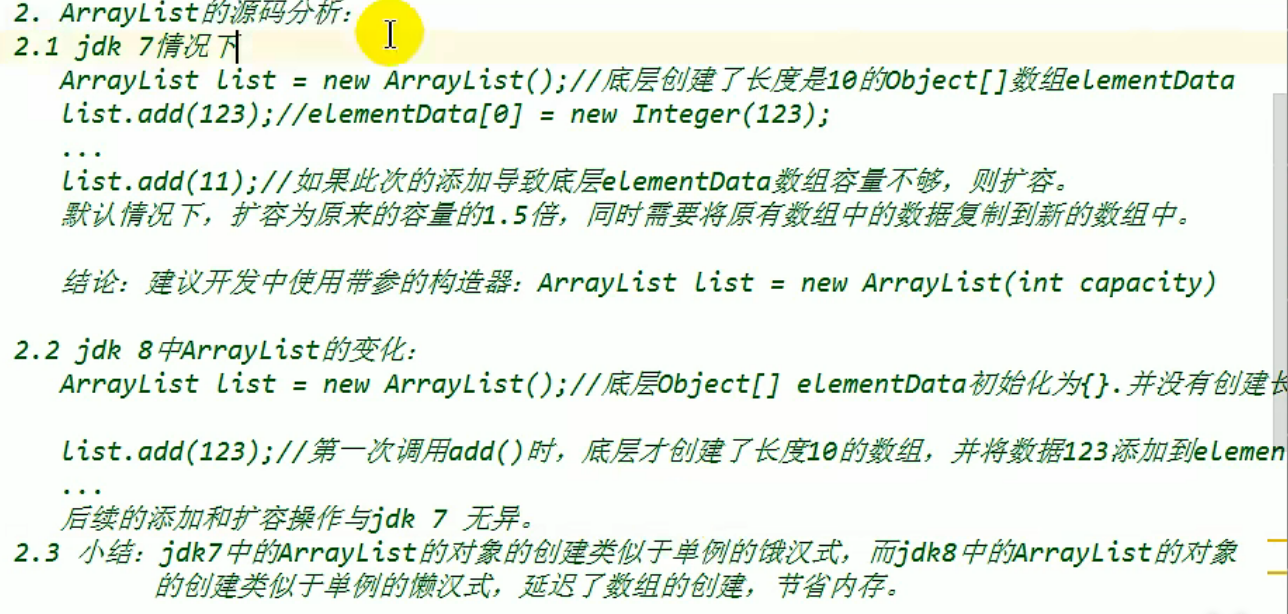 2. ArrayList的源码分析:
2.1 jdk 7情况下
ArrayList list = new ArrayList();//底层创建了长度是10的Object[]数组elementData
list.add(123);//elementData[0] = new Integer(123);
...
list.add(11);//如果此次的添加导致底层elementData数组容量不够，则扩容。
默认情况下，扩容为原来的容量的1.5倍，同时需要将原有数组中的数据复制到新的数组中。
结论：建议开发中使用带参的构造器：ArrayList list = new ArrayList(int capacity)
2.2 jdk 8中ArrayList的变化：
ArrayList list = new ArrayList();//底层Object[] elementData初始化为{}.并没有创建长
list.add(123);//第一次调用add()时，底层才创建了长度10的数组，并将数据123添加到elemen
...
后续的添加和扩容操作与jdk 7 无异。
2.3 小结：jdk7中的ArrayList的对象的创建类似于单例的饿汉式，而jdk8中的ArrayList的对象
的创建类似于单例的懒汉式，延迟了数组的创建，节省内存。